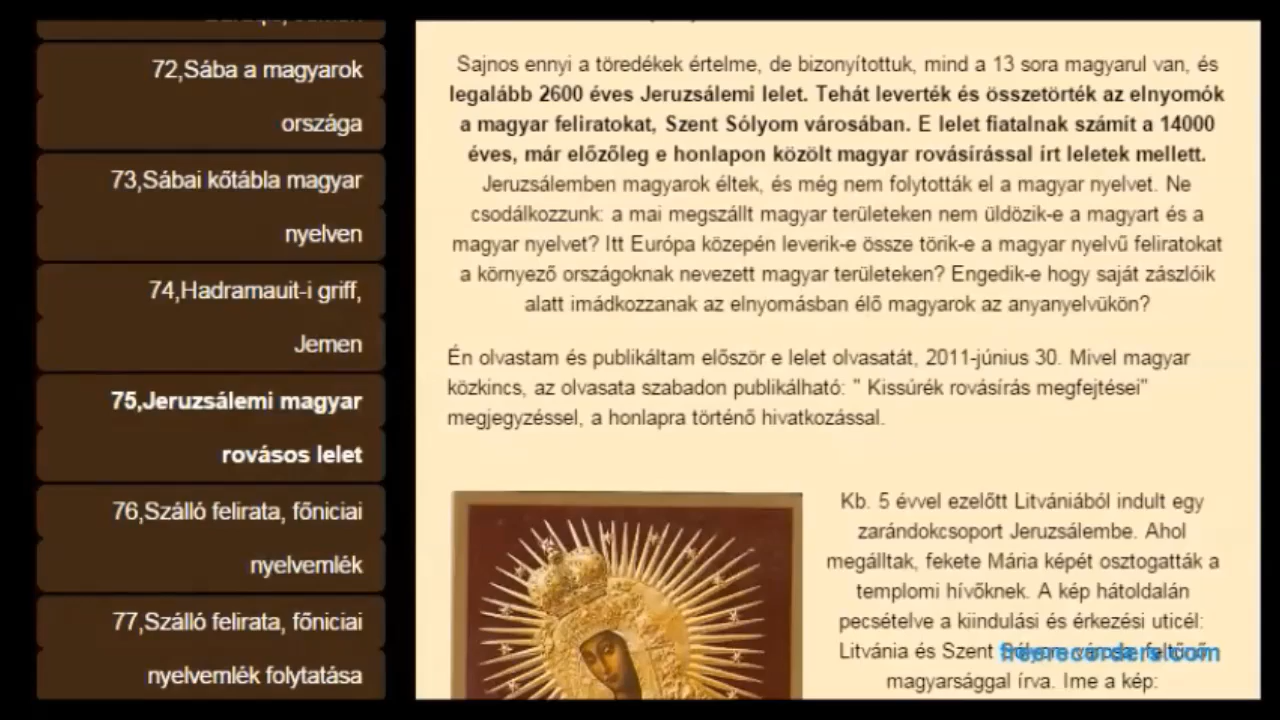 72,Sába a magyarok
országa
73,Sábai kőtábla magyar
nyelven
74,Hadramauit-i griff,
Jemen
75,Jeruzsálemi magyar
rovásos lelet
76,Szálló felirata, főniciai
nyelvemlék
77,Szálló felirata, főniciai
nyelvemlék folytatása
Sajnos ennyi a töredékek értelme, de bizonyítottuk, mind a 13 sora magyarul van, és
legalább 2600 éves Jeruzsálemi lelet. Tehát leverték és összetörték az elnyomók
a magyar feliratokat, Szent Sólyom városában. E lelet fiatalnak számít a 14000
éves, már előzőleg e honlapon közölt magyar rovásírással írt leletek mellett.
Jeruzsálemben magyarok éltek, és még nem folytották el a magyar nyelvet. Ne
csodálkozzunk: a mai megszállt magyar területeken nem üldözik-e a magyart és a
magyar nyelvet? Itt Európa közepén leverik-e össze törik-e a magyar nyelvű feliratokat
a környező országoknak nevezett magyar területeken? Engedik-e hogy saját zászlóik
alatt imádkozzanak az elnyomásban élő magyarok az anyanyelvükön?
Én olvastam és publikáltam először e lelet olvasatát, 2011-június 30. Mivel magyar
közkincs, az olvasata szabadon publikálható: " Kissúrék rovásírás megfejtései"
megjegyzéssel, a honlapra történő hivatkozással.
Kb. 5 évvel ezelőtt Litvániából indult egy
zarándokcsoport Jeruzsálembe. Ahol
megálltak, fekete Mária képét osztogatták a
templomi hívőknek. A kép hátoldalán
pecsételve a kiindulási és érkezési uticél:
Litvánia és Szent
freerecorders.com
magyarsággal írva. Ime a kép: